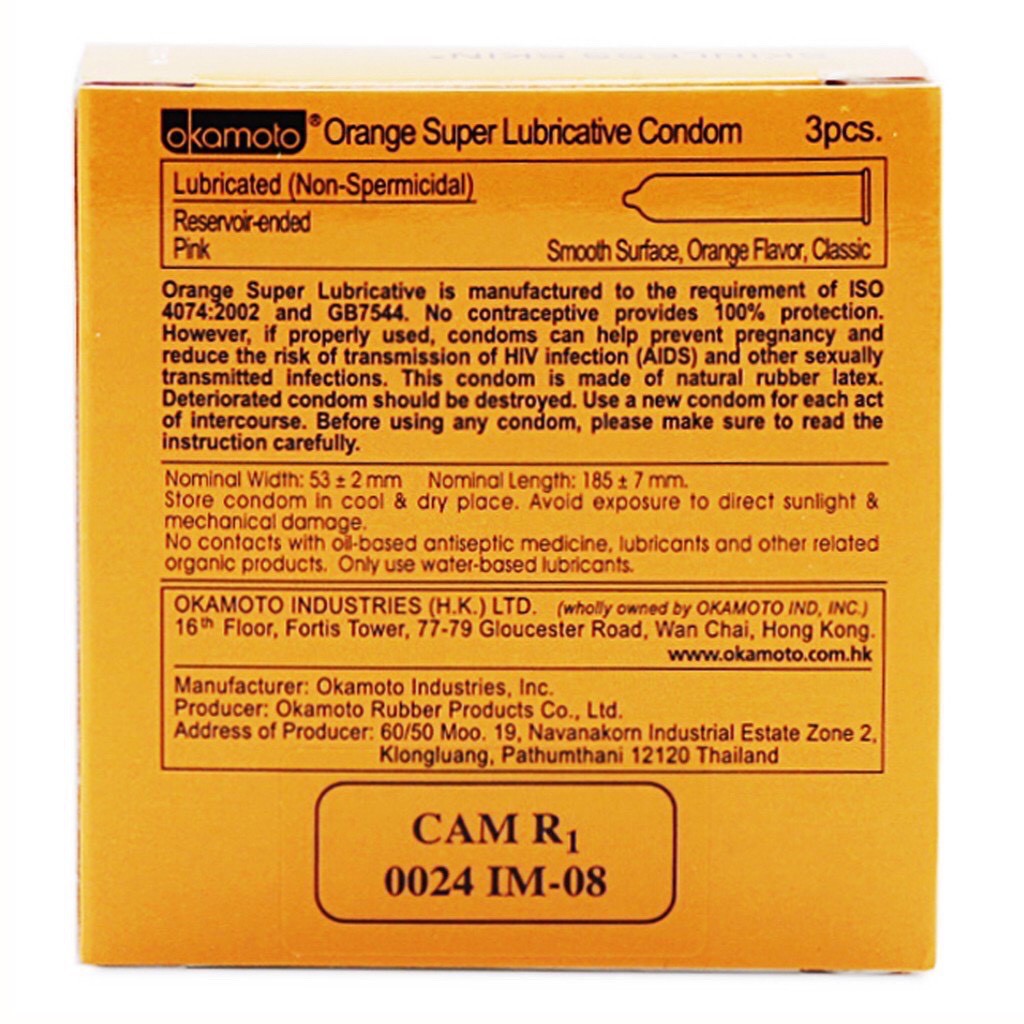 okamoto® Orange Super Lubricative Condom 3pcs.
Lubricated (Non-Spermicidal)
Reservoir-ended
Pink Smooth Surface, Orange Flavor, Classic
Orange Super Lubricative is manufactured to the requirement of ISO
4074:2002 and GB7544. No contraceptive provides 100% protection.
However, if properly used, condoms can help prevent pregnancy and
reduce the risk of transmission of HIV infection (AIDS) and other sexually
transmitted infections. This condom is made of natural rubber latex.
Deteriorated condom should be destroyed. Use a new condom for each act
of intercourse. Before using any condom, please make sure to read the
instruction carefully.
Nominal Width: 53 ± 2 mm Nominal Length: 185 ± 7 mm.
Store condom in cool & dry place. Avoid exposure to direct sunlight &
mechanical damage.
No contacts with oil-based antiseptic medicine, lubricants and other related
organic products. Only use water-based lubricants.
OKAMOTO INDUSTRIES (H.K.) LTD. (wholly owned by OKAMOTO IND, INC.)
16th Floor, Fortis Tower, 77-79 Gloucester Road, Wan Chai, Hong Kong.
www.okamoto.com.hk
Manufacturer: Okamoto Industries, Inc.
Producer: Okamoto Rubber Products Co., Ltd.
Address of Producer: 60/50 Moo. 19, Navanakorn Industrial Estate Zone 2,
Klongluang, Pathumthani 12120 Thailand
CAM R1
0024 IM-08